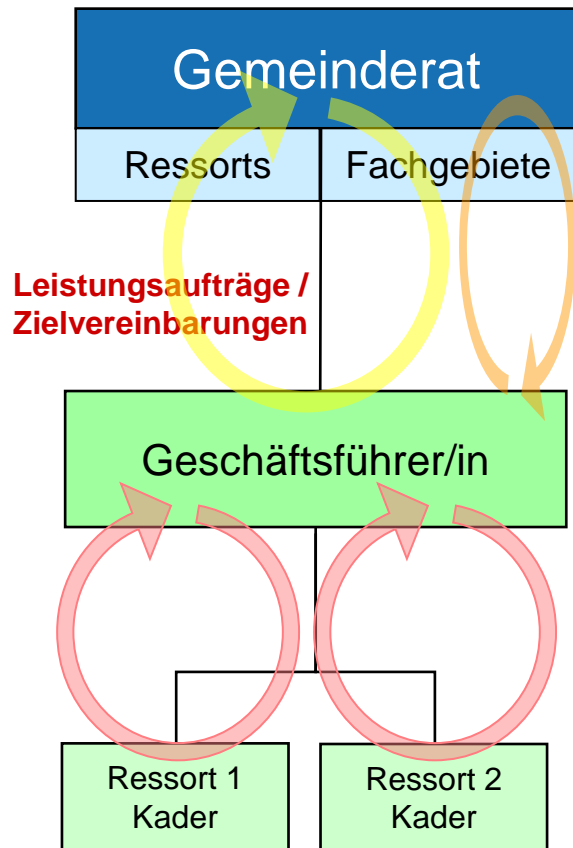 Gemeinderat
Ressorts
Fachgebiete
Leistungsaufträge /
Zielvereinbarungen
Geschäftsführer/in
Ressort 1
Kader
Ressort 2
Kader